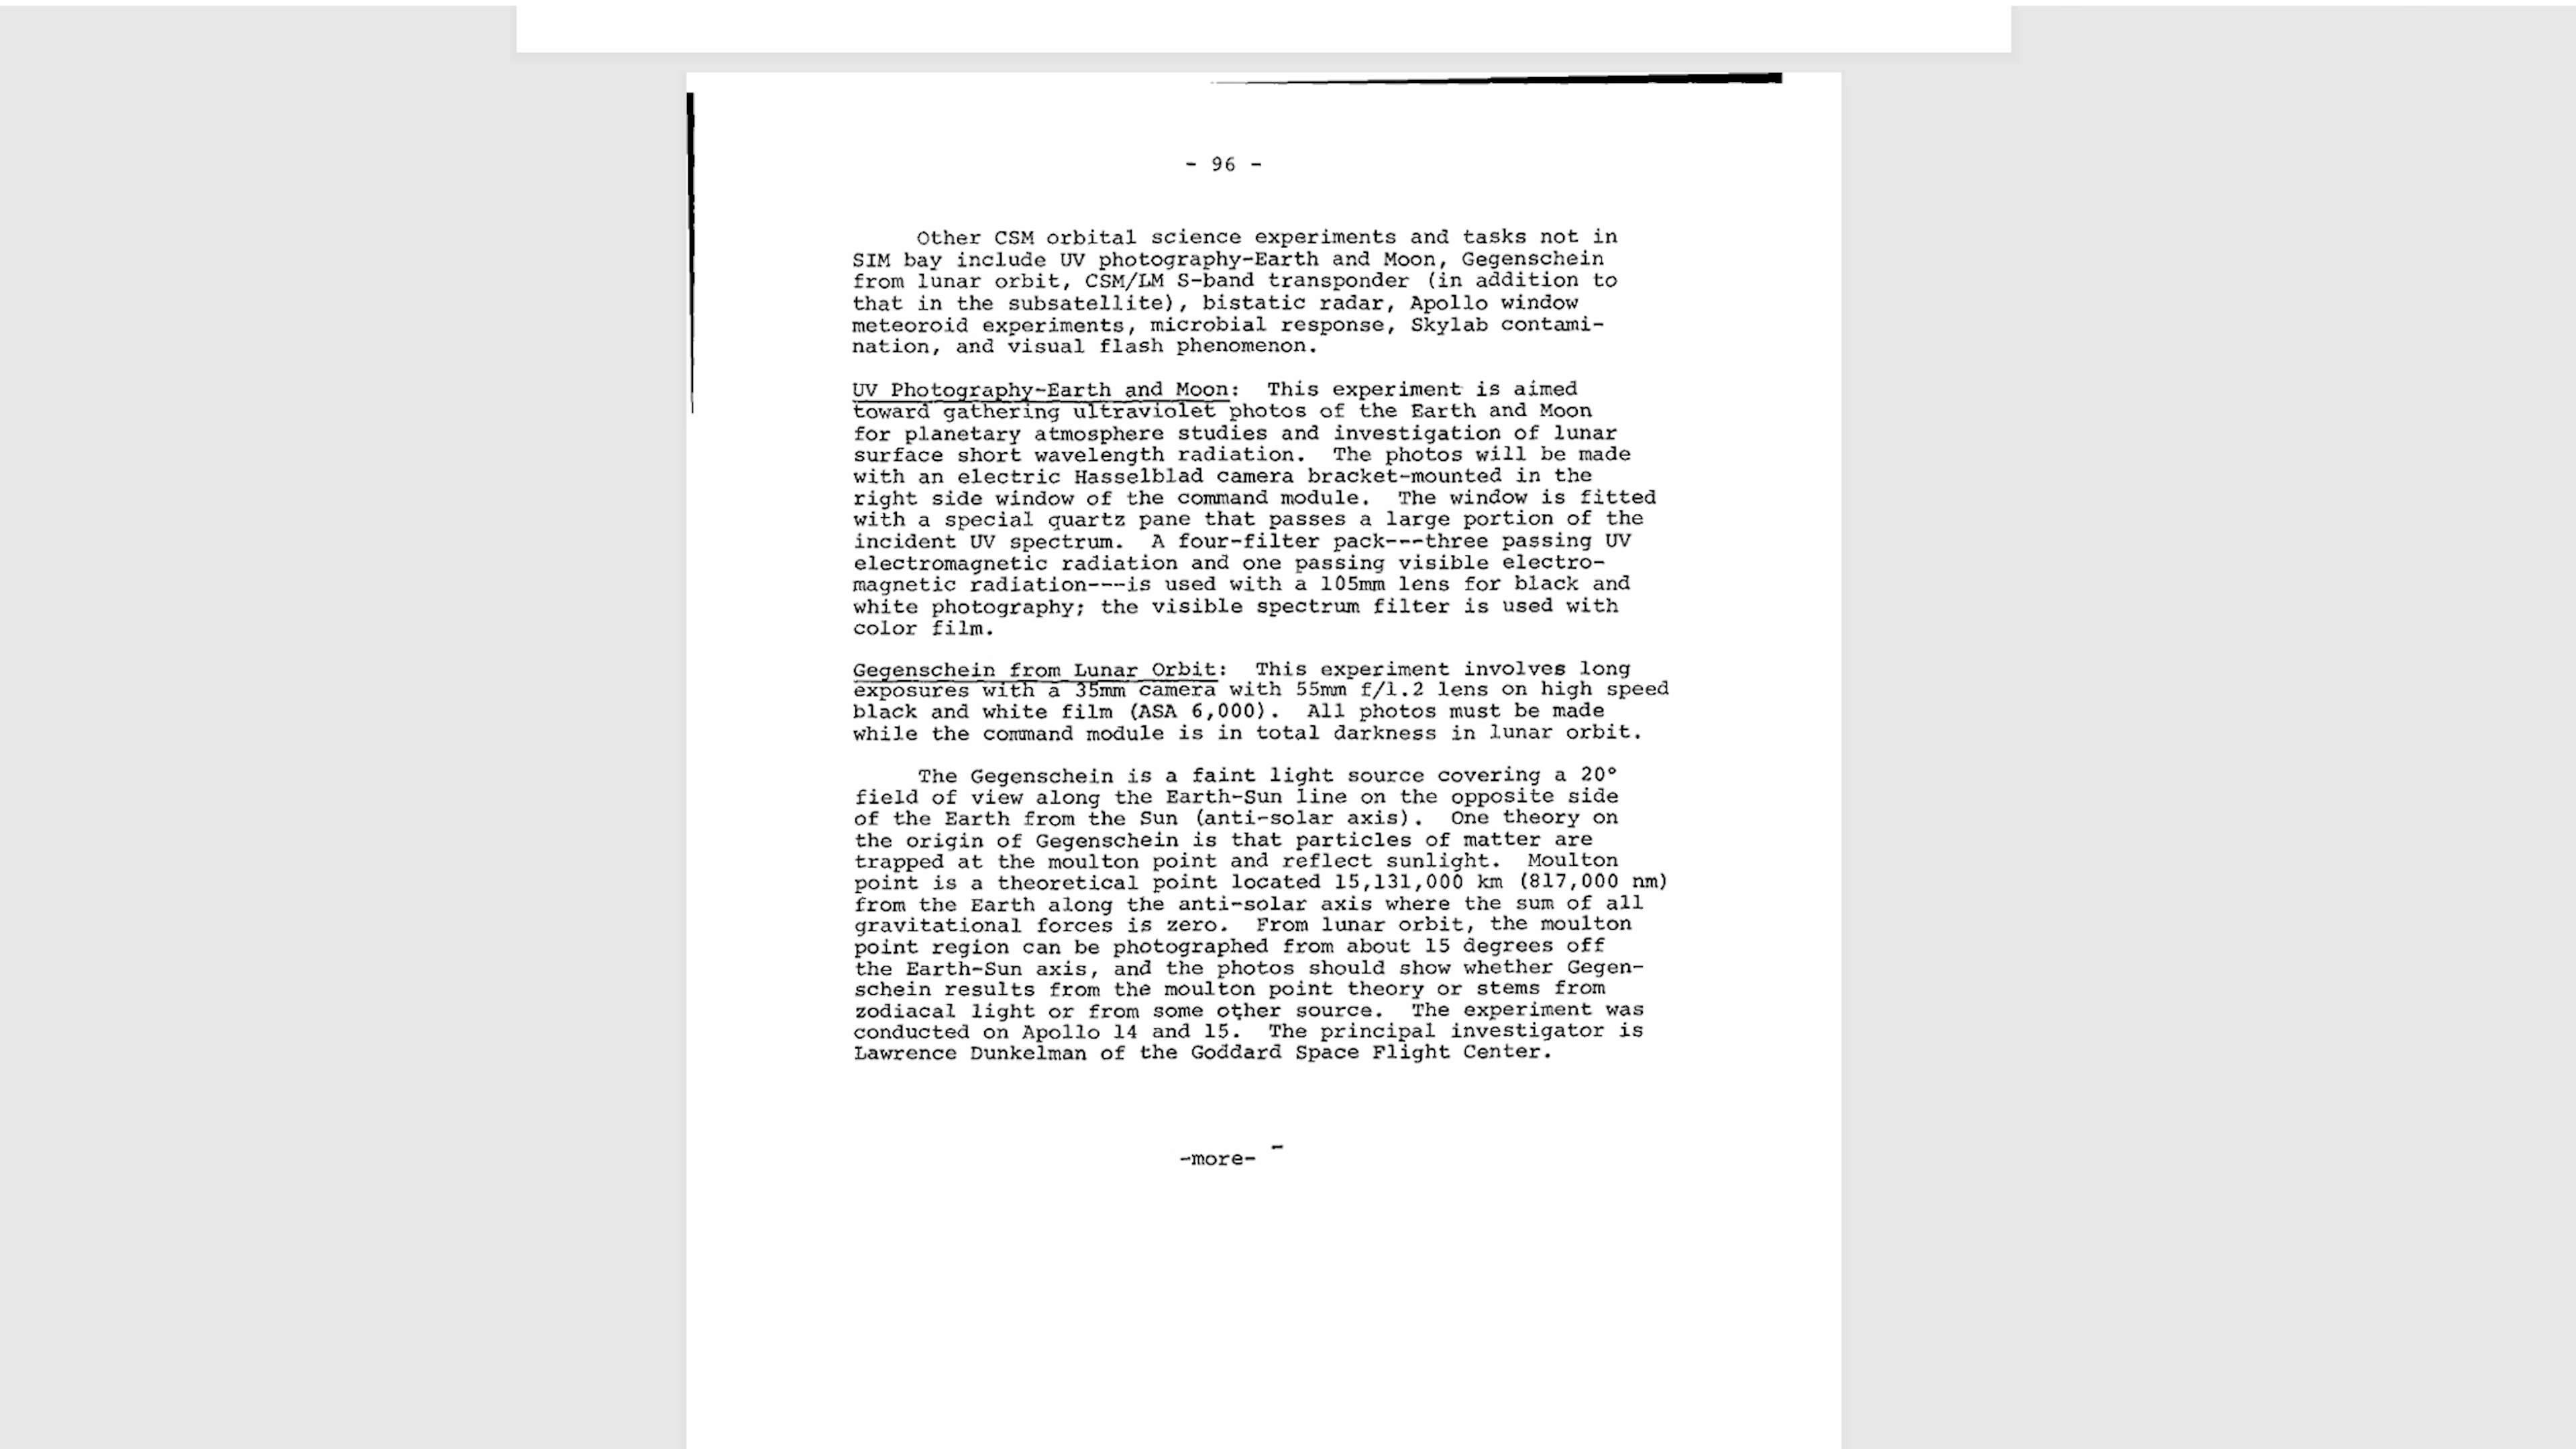 - 96 -
Other CSM orbital science experiments and tasks not in
SIM bay include UV photography-Earth and Moon, Gegenschein
from lunar orbit, CSM/LM S-band transponder (in addition to
that in the subsatellite), bistatic radar, Apollo window
meteoroid experiments, microbial response, Skylab contami-
nation, and visual flash phenomenon.
UV Photography-Earth and Moon:  This experiment is aimed
toward gathering ultraviolet photos of the Earth and Moon
for planetary atmosphere studies and investigation of lunar
surface short wavelength radiation.  The photos will be made
with an electric Hasselblad camera bracket-mounted in the
right side window of the command module.  The window is fitted
with a special quartz pane that passes a large portion of the
incident UV spectrum.  A four-filter pack---three passing UV
electromagnetic radiation and one passing visible electro-
magnetic radiation---is used with a 105mm lens for black and
white photography; the visible spectrum filter is used with
color film.
Gegenschein from Lunar Orbit:  This experiment involves long
exposures with a 35mm camera with 55mm f/1.2 lens on high speed
black and white film (ASA 6,000).  All photos must be made
while the command module is in total darkness in lunar orbit.
The Gegenschein is a faint light source covering a 20°
field of view along the Earth-Sun line on the opposite side
of the Earth from the Sun (anti-solar axis).  One theory on
the origin of Gegenschein is that particles of matter are
trapped at the moulton point and reflect sunlight.  Moulton
point is a theoretical point located 15,131,000 km (817,000 nm)
from the Earth along the anti-solar axis where the sum of all
gravitational forces is zero.  From lunar orbit, the moulton
point region can be photographed from about 15 degrees off
the Earth-Sun axis, and the photos should show whether Gegen-
schein results from the moulton point theory or stems from
zodiacal light or from some other source.  The experiment was
conducted on Apollo 14 and 15.  The principal investigator is
Lawrence Dunkelman of the Goddard Space Flight Center.
-more-